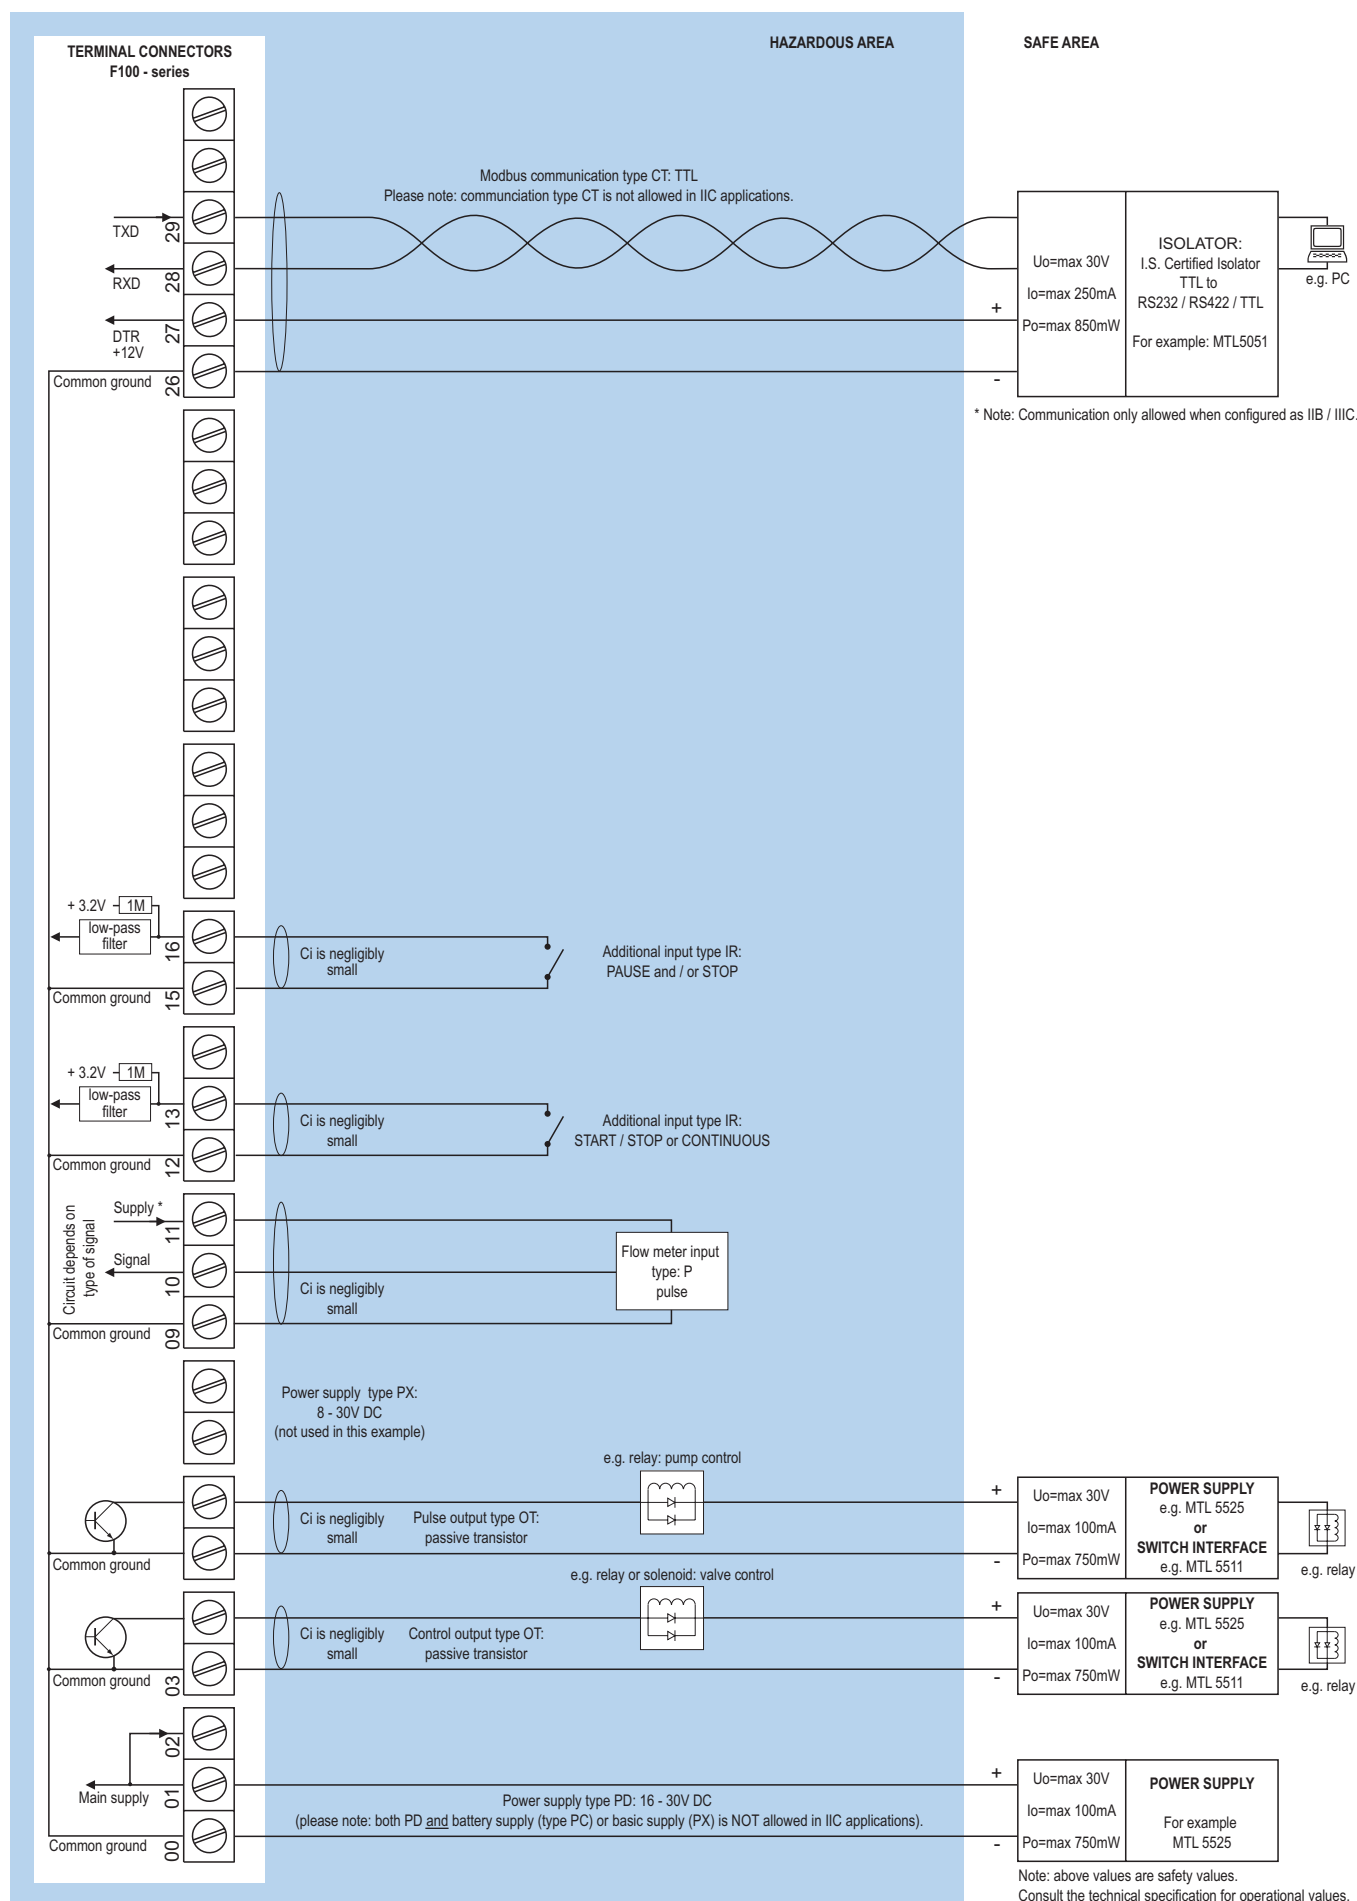 HAZARDOUS AREA
SAFE AREA
TERMINAL CONNECTORS
F100 - series
Modbus communication type CT: TTL
Please note: communciation type CT is not allowed in IIC applications.
TXD
29
RXD
28
DTR
+12V
27
Common ground
26
+
-
Uo=max 30V
Io=max 250mA
Po=max 850mW
ISOLATOR:
I.S. Certified Isolator
TTL to
RS232 / RS422 / TTL
For example: MTL5051
e.g. PC
* Note: Communication only allowed when configured as IIB / IIIC.
+ 3.2V
1M
low-pass
filter
16
Common ground
15
Ci is negligibly
small
Additional input type IR:
PAUSE and / or STOP
+ 3.2V
1M
low-pass
filter
13
Common ground
12
Ci is negligibly
small
Additional input type IR:
START / STOP or CONTINUOUS
Circuit depends on
type of signal
Supply *
11
Signal
10
Common ground
09
Ci is negligibly
small
Flow meter input
type: P
pulse
Power supply type PX:
8 - 30V DC
(not used in this example)
e.g. relay: pump control
Ci is negligibly
small
Pulse output type OT:
passive transistor
Common ground
+
-
Uo=max 30V
Io=max 100mA
Po=max 750mW
POWER SUPPLY
e.g. MTL 5525
or
SWITCH INTERFACE
e.g. MTL 5511
e.g. relay
e.g. relay or solenoid: valve control
Ci is negligibly
small
Control output type OT:
passive transistor
Common ground
03
+
-
Uo=max 30V
Io=max 100mA
Po=max 750mW
POWER SUPPLY
e.g. MTL 5525
or
SWITCH INTERFACE
e.g. MTL 5511
e.g. relay
02
Main supply
01
Common ground
00
Power supply type PD: 16 - 30V DC
(please note: both PD and battery supply (type PC) or basic supply (PX) is NOT allowed in IIC applications).
+
-
Uo=max 30V
Io=max 100mA
Po=max 750mW
POWER SUPPLY
For example
MTL 5525
Note: above values are safety values.
Consult the technical specification for operational values.